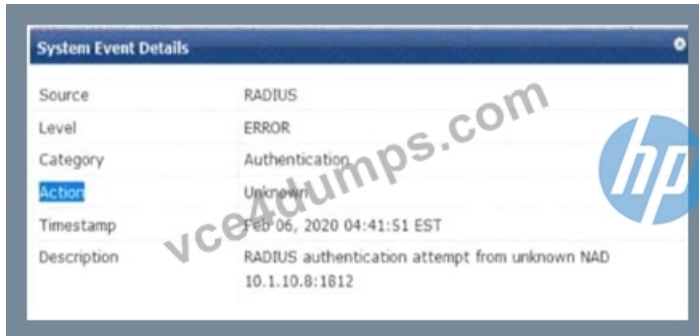 System Event Details
Source RADIUS
Level ERROR
Category Authentication
Action Unknown
Timestamp Feb 06, 2020 04:41:51 EST
Description RADIUS authentication attempt from unknown NAD
10.1.10.8:1812
vce4dumps.com
hp